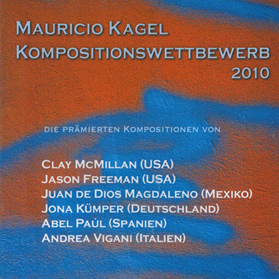 Mauricio Kagel
Kompositionswettbewerb
2010
die prämierten Kompositionen von
Clay McMillan (USA)
Jason Freeman (USA)
Juan de Dios Magdaleno (Mexiko)
Jona Kümper (Deutschland)
Abel Paúl (Spanien)
Andrea Vigani (Italien)